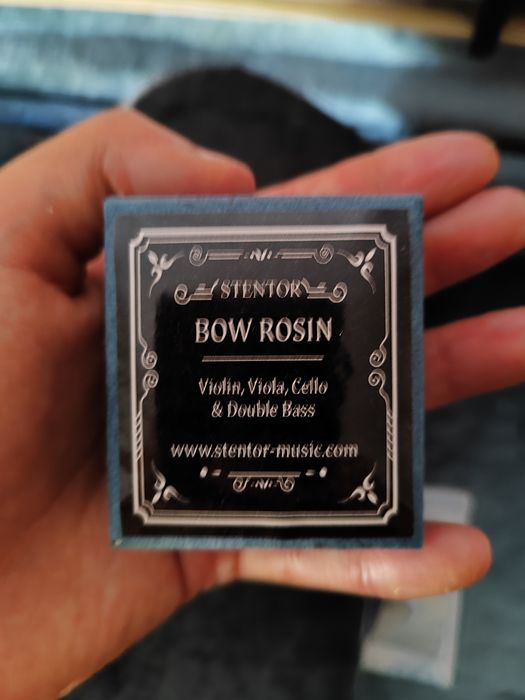 STENTOR
BOW ROSIN
Violin, Viola, Cello
& Double Bass
www.stentor-music.com